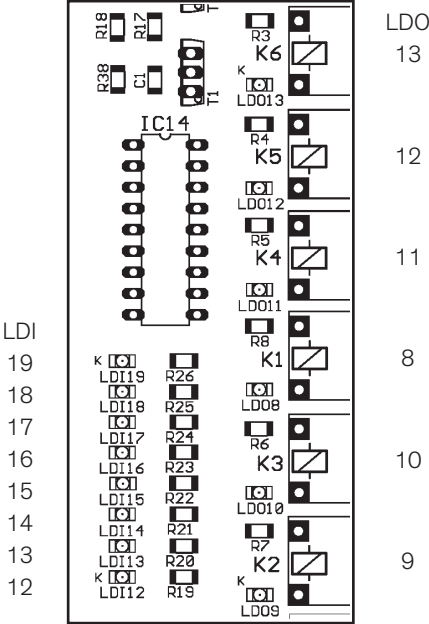 LDO
T
R18
R17
R3
K6
13
K
LDO13
R38
C1
T1
R4
IC14
K5
12
LDO12
R5
K4
11
LDO11
LDI
R8
19
K
K1
8
LDI19
R26
18
LDI18
R25
LDO8
17
LDI17
R24
R6
16
LDI16
R23
K3
10
15
LDI15
R22
LDO10
14
LDI14
R21
R7
13
LDI13
R20
K2
9
12
K
LDI12
R19
K
LDO9